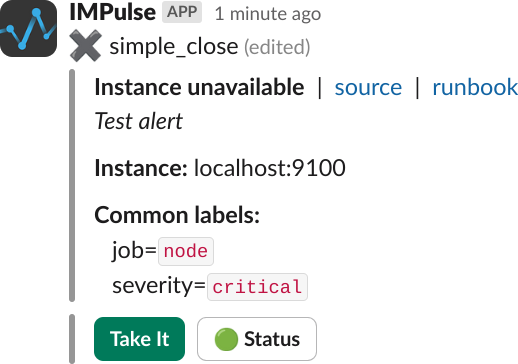 IMPulse APP 1 minute ago
simple_close (edited)
Instance unavailable | source | runbook
Test alert
Instance: localhost:9100
Common labels:
job=node
severity=critical
Take It Status